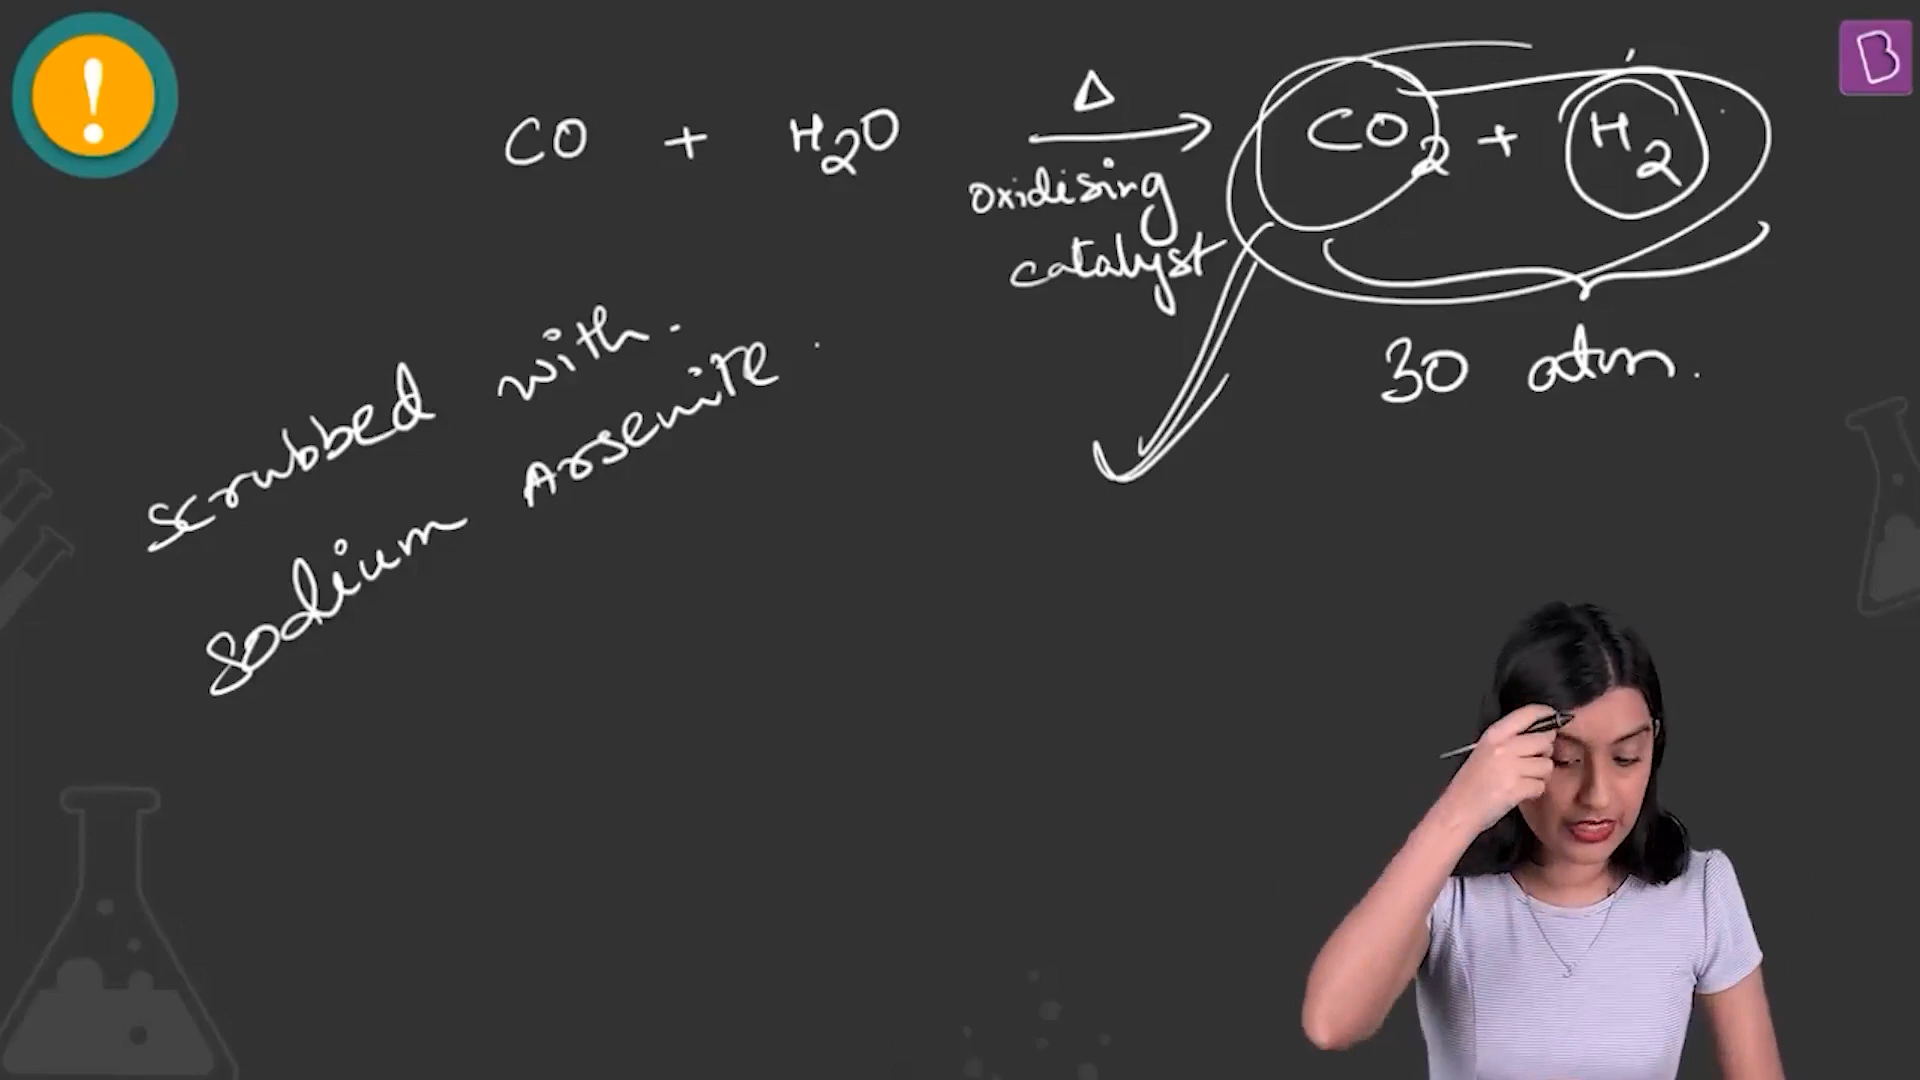 !
B
CO + H2O Δ→ CO2 + H2
oxidising
catalyst
30 atm.
scrubbed with.
sodium Arsenite.